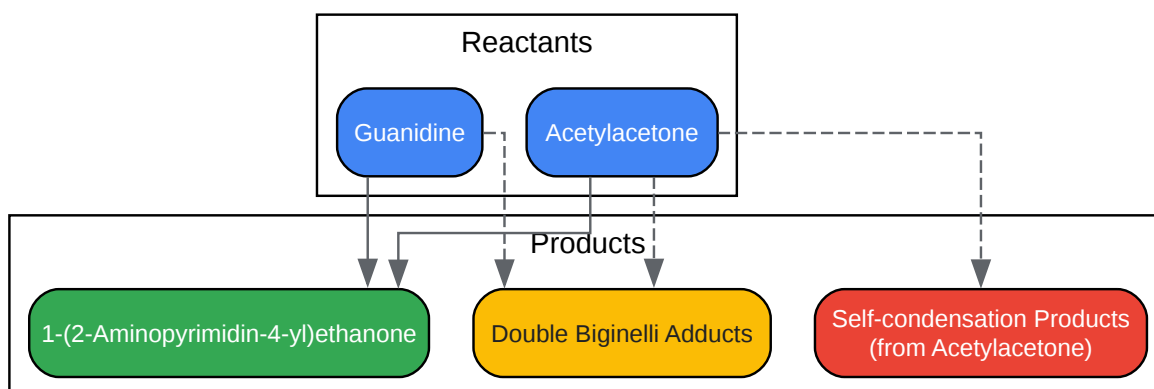 Reactants
Guanidine
Acetylacetone
Products
1-(2-Aminopyrimidin-4-yl)ethanone
Double Biginelli Adducts
Self-condensation Products
(from Acetylacetone)